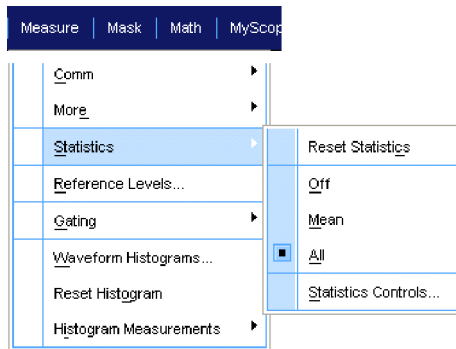 Measure Mask Math MyScop
Comm
More
Statistics
Reference Levels...
Gating
Waveform Histograms...
Reset Histogram
Histogram Measurements
Reset Statistics
Off
Mean
All
Statistics Controls...